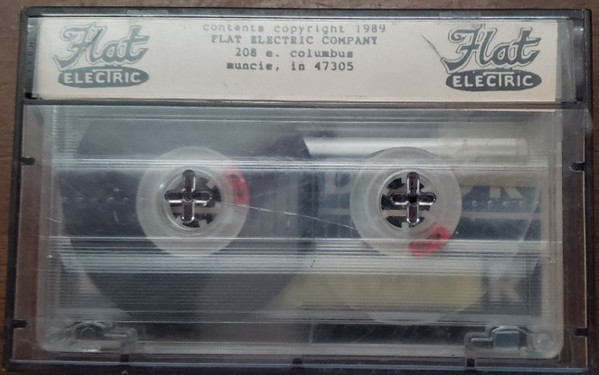 Flat
ELECTRIC
contents copyright 1989
FLAT ELECTRIC COMPANY
208 e. columbus
muncie, in 47305
Flat
ELECTRIC